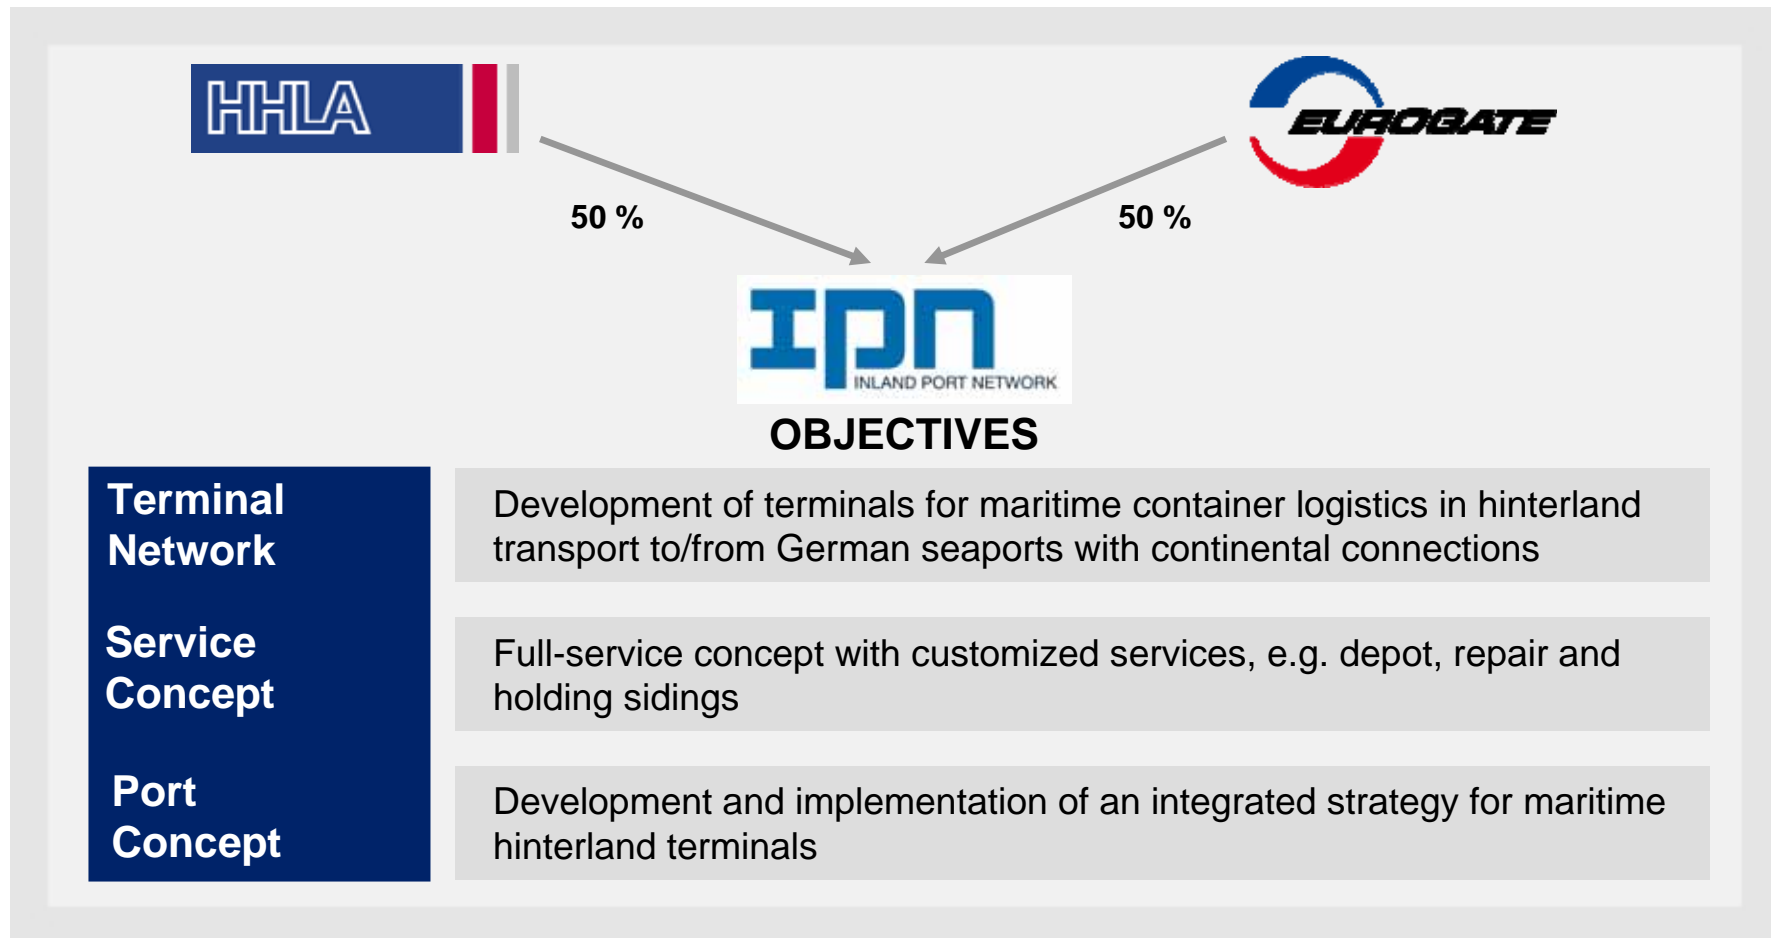 HHLA
EUROGATE
50 %
50 %
ipn
INLAND PORT NETWORK
OBJECTIVES
Terminal
Network
Development of terminals for maritime container logistics in hinterland
transport to/from German seaports with continental connections
Service
Concept
Full-service concept with customized services, e.g. depot, repair and
holding sidings
Port
Concept
Development and implementation of an integrated strategy for maritime
hinterland terminals